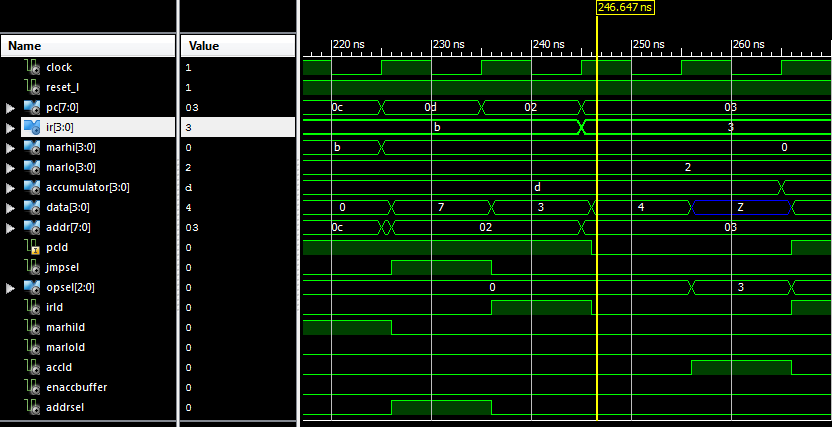 246.647 ns
Name Value 220 ns 230 ns 240 ns 250 ns 260 ns
clock 1
reset_l 1
pc[7:0] 03 0c 0d 02 03
ir[3:0] 3 b 3
marhi[3:0] 0 b 0
marlo[3:0] 2 2
accumulator[3:0] d d
data[3:0] 4 0 7 3 4 Z
addr[7:0] 03 0c 02 03
pcld 0
jmpsel 0
opsel[2:0] 0 0 3
irld 0
marhild 0
marlold 0
accld 0
enaccbuffer 0
addrsel 0